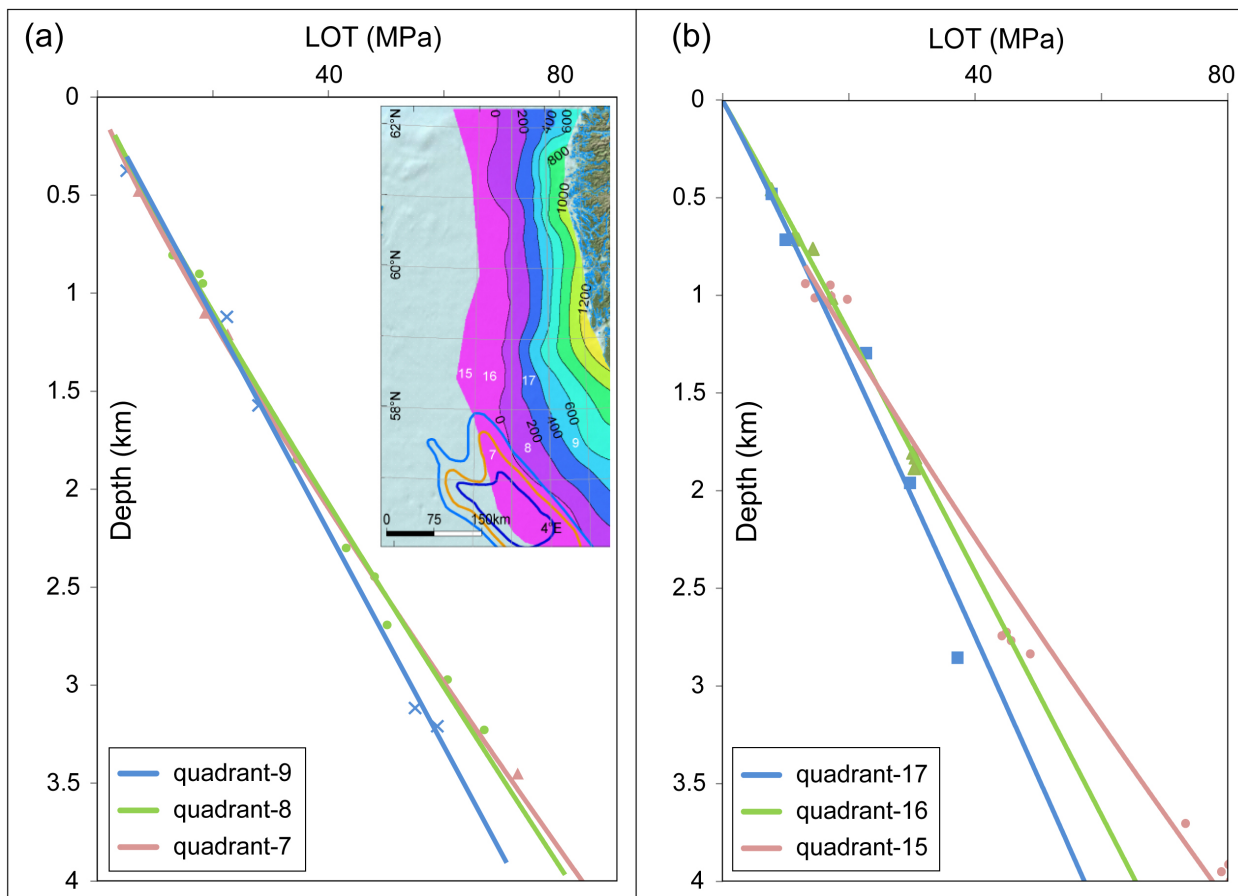 (a)
LOT (MPa)
40
80
0
0.5
1
1.5
2
2.5
3
3.5
4
Depth (km)
62°N
60°N
58°N
0
200
400
600
800
1000
1200
15
16
17
0
200
400
600
7
8
9
0
75
150km
4°E
quadrant-9
quadrant-8
quadrant-7
(b)
LOT (MPa)
40
80
0
0.5
1
1.5
2
2.5
3
3.5
4
Depth (km)
quadrant-17
quadrant-16
quadrant-15